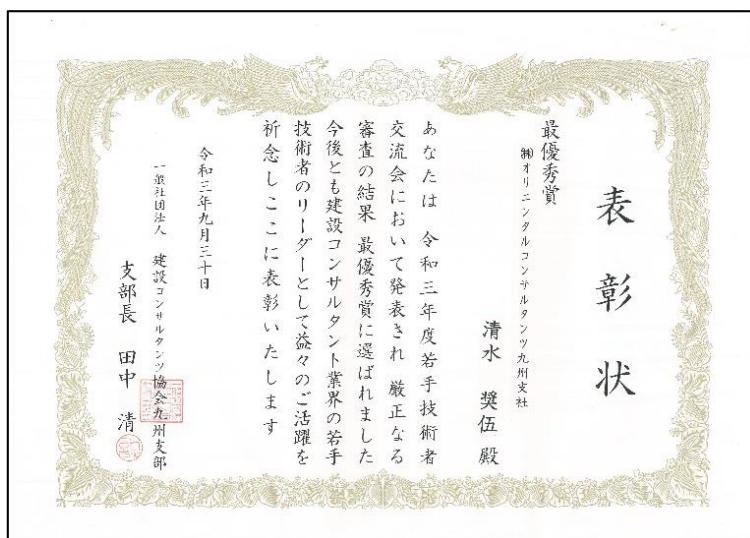 表彰状
最優秀賞
㈱オリエンタルコンサルタンツ九州支社
清水 奨伍 殿
あなたは 令和三年度若手技術者
交流会において発表され 厳正なる
審査の結果 最優秀賞に選ばれました
今後とも建設コンサルタント業界の若手
技術者のリーダーとして益々のご活躍を
祈念しここに表彰いたします
令和三年九月三十日
一般社団法人 建設コンサルタンツ協会九州支部
支部長 田中 清